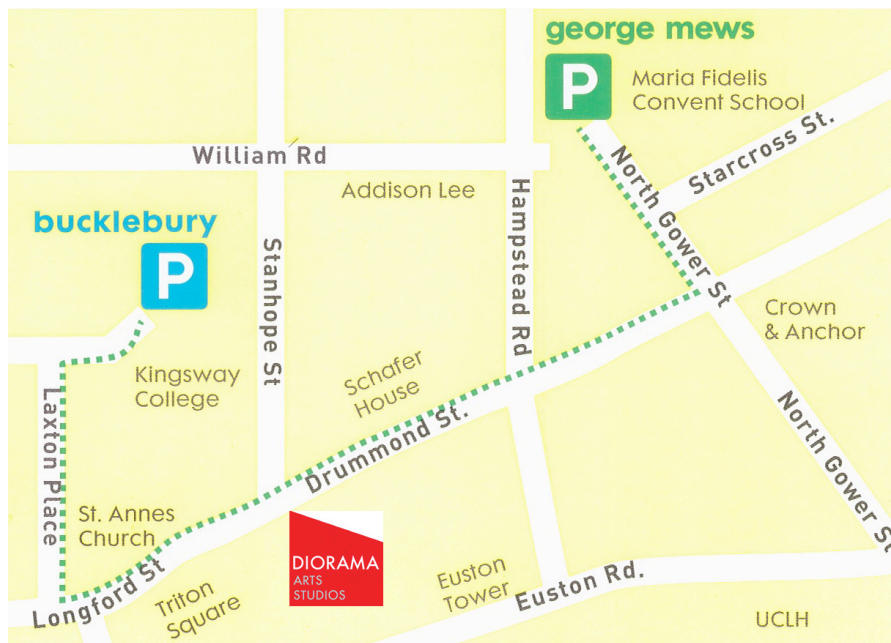 george mews
P
Maria Fidelis
Convent School
Starcross St.
William Rd
North Gower St
Addison Lee
Hampstead Rd
bucklebury
P
Stanhope St
Crown
& Anchor
Kingsway
College
Schafer
House
Laxton Place
Drummond St.
North Gower St
St. Annes
Church
DIORAMA
ARTS
STUDIOS
Longford St
Triton
Square
Euston
Tower
Euston Rd.
UCLH